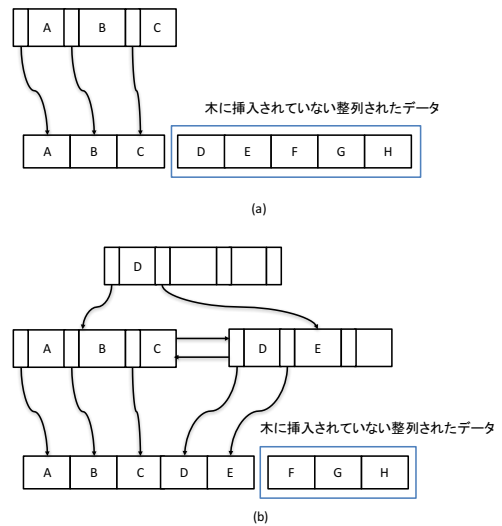 A B C
木に挿入されていない整列されたデータ
A B C D E F G H
(a)
D
A B C D E
木に挿入されていない整列されたデータ
A B C D E F G H
(b)